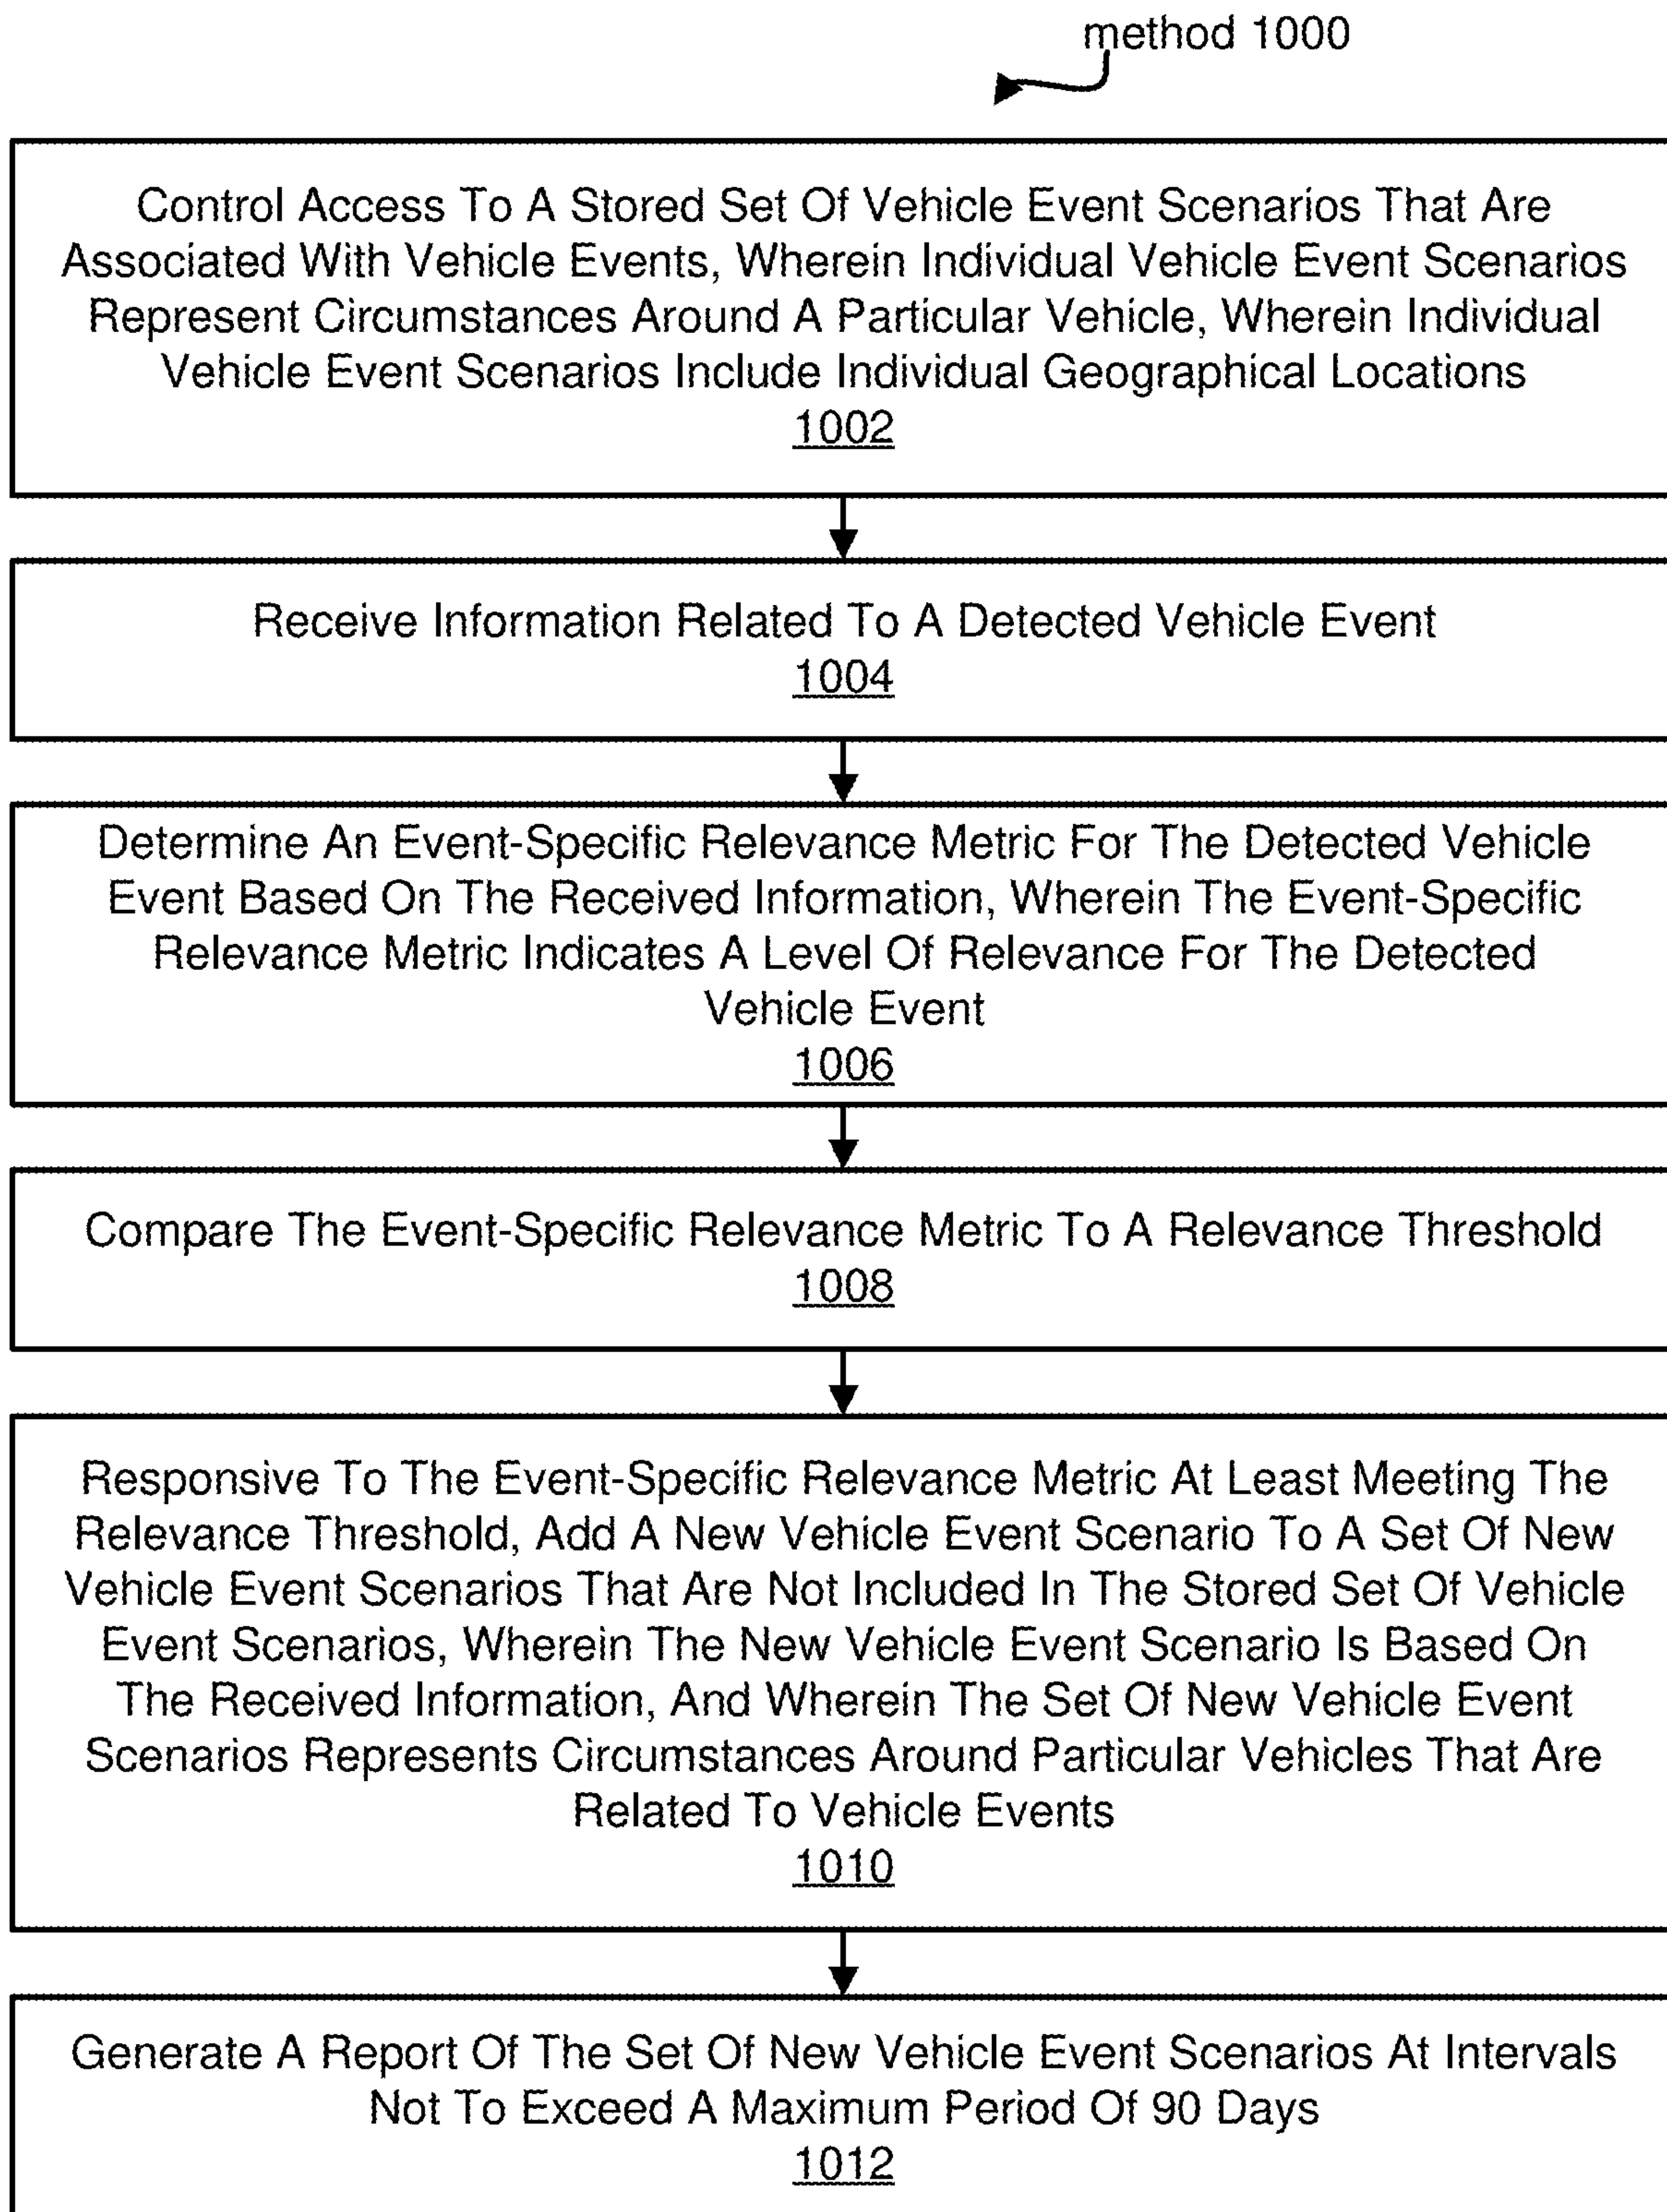 method 1000
Control Access To A Stored Set Of Vehicle Event Scenarios That Are
Associated With Vehicle Events, Wherein Individual Vehicle Event Scenarios
Represent Circumstances Around A Particular Vehicle, Wherein Individual
Vehicle Event Scenarios Include Individual Geographical Locations
1002
Receive Information Related To A Detected Vehicle Event
1004
Determine An Event-Specific Relevance Metric For The Detected Vehicle
Event Based On The Received Information, Wherein The Event-Specific
Relevance Metric Indicates A Level Of Relevance For The Detected
Vehicle Event
1006
Compare The Event-Specific Relevance Metric To A Relevance Threshold
1008
Responsive To The Event-Specific Relevance Metric At Least Meeting The
Relevance Threshold, Add A New Vehicle Event Scenario To A Set Of New
Vehicle Event Scenarios That Are Not Included In The Stored Set Of Vehicle
Event Scenarios, Wherein The New Vehicle Event Scenario Is Based On
The Received Information, And Wherein The Set Of New Vehicle Event
Scenarios Represents Circumstances Around Particular Vehicles That Are
Related To Vehicle Events
1010
Generate A Report Of The Set Of New Vehicle Event Scenarios At Intervals
Not To Exceed A Maximum Period Of 90 Days
1012